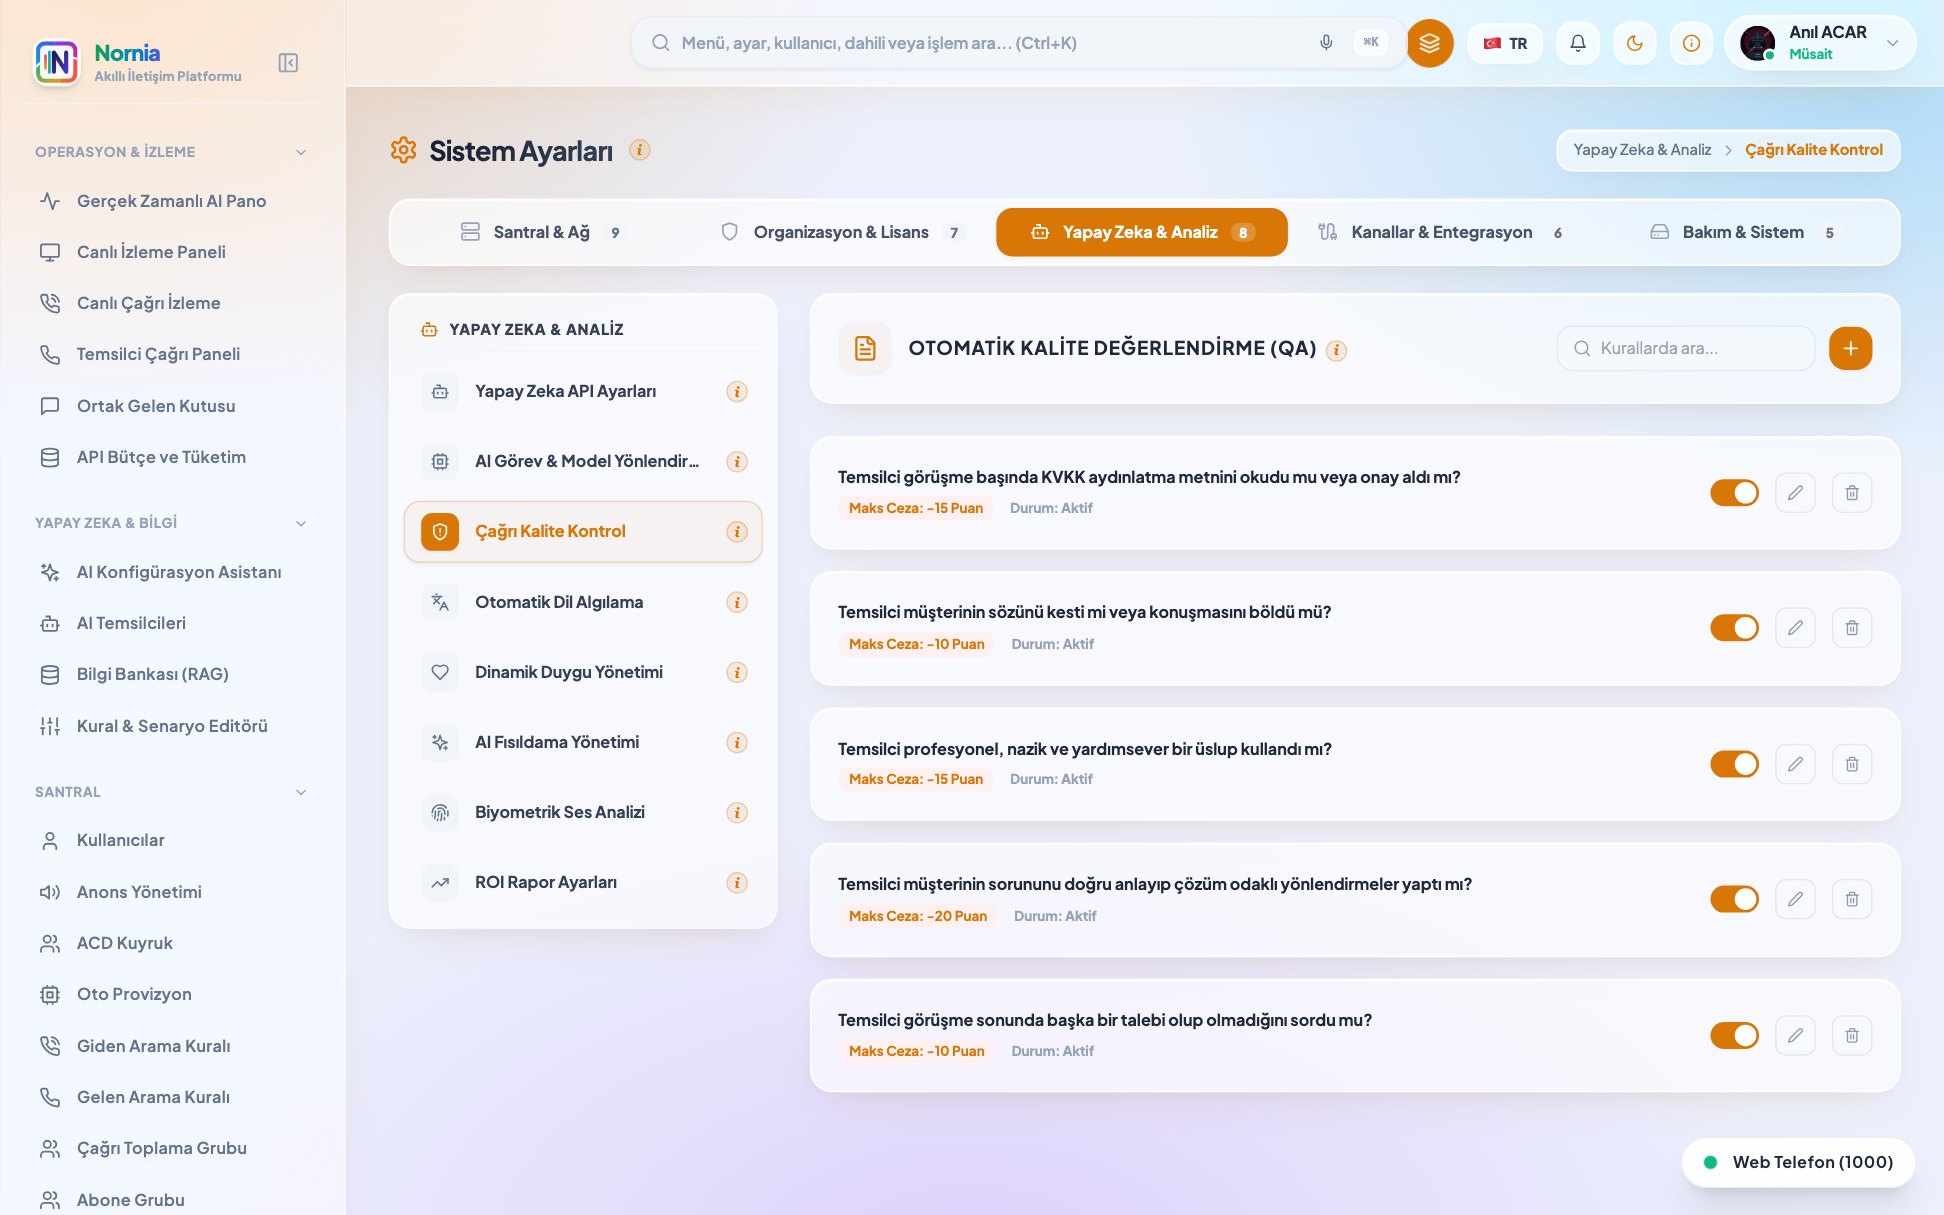 Nornia
Akıllı İletişim Platformu
Menü, ayar, kullanıcı, dahili veya işlem ara... (Ctrl+K)
⌘K
TR
Anıl ACAR
Müsait
OPERASYON & İZLEME
Gerçek Zamanlı AI Pano
Canlı İzleme Paneli
Canlı Çağrı İzleme
Temsilci Çağrı Paneli
Ortak Gelen Kutusu
API Bütçe ve Tüketim
YAPAY ZEKA & BİLGİ
AI Konfigürasyon Asistanı
AI Temsilcileri
Bilgi Bankası (RAG)
Kural & Senaryo Editörü
SANTRAL
Kullanıcılar
Anons Yönetimi
ACD Kuyruk
Oto Provizyon
Giden Arama Kuralı
Gelen Arama Kuralı
Çağrı Toplama Grubu
Abone Grubu
Sistem Ayarları
Yapay Zeka & Analiz > Çağrı Kalite Kontrol
Santral & Ağ 9
Organizasyon & Lisans 7
Yapay Zeka & Analiz 8
Kanallar & Entegrasyon 6
Bakım & Sistem 5
YAPAY ZEKA & ANALİZ
Yapay Zeka API Ayarları
AI Görev & Model Yönlendir...
Çağrı Kalite Kontrol
Otomatik Dil Algılama
Dinamik Duygu Yönetimi
AI Fısıldama Yönetimi
Biyometrik Ses Analizi
ROI Rapor Ayarları
OTOMATİK KALİTE DEĞERLENDİRME (QA)
Kurallarda ara...
Temsilci görüşme başında KVKK aydınlatma metnini okudu mu veya onay aldı mı?
Maks Ceza: -15 Puan Durum: Aktif
Temsilci müşterinin sözünü kesti mi veya konuşmasını böldü mü?
Maks Ceza: -10 Puan Durum: Aktif
Temsilci profesyonel, nazik ve yardımsever bir üslup kullandı mı?
Maks Ceza: -15 Puan Durum: Aktif
Temsilci müşterinin sorununu doğru anlayıp çözüm odaklı yönlendirmeler yaptı mı?
Maks Ceza: -20 Puan Durum: Aktif
Temsilci görüşme sonunda başka bir talebi olup olmadığını sordu mu?
Maks Ceza: -10 Puan Durum: Aktif
Web Telefon (1000)